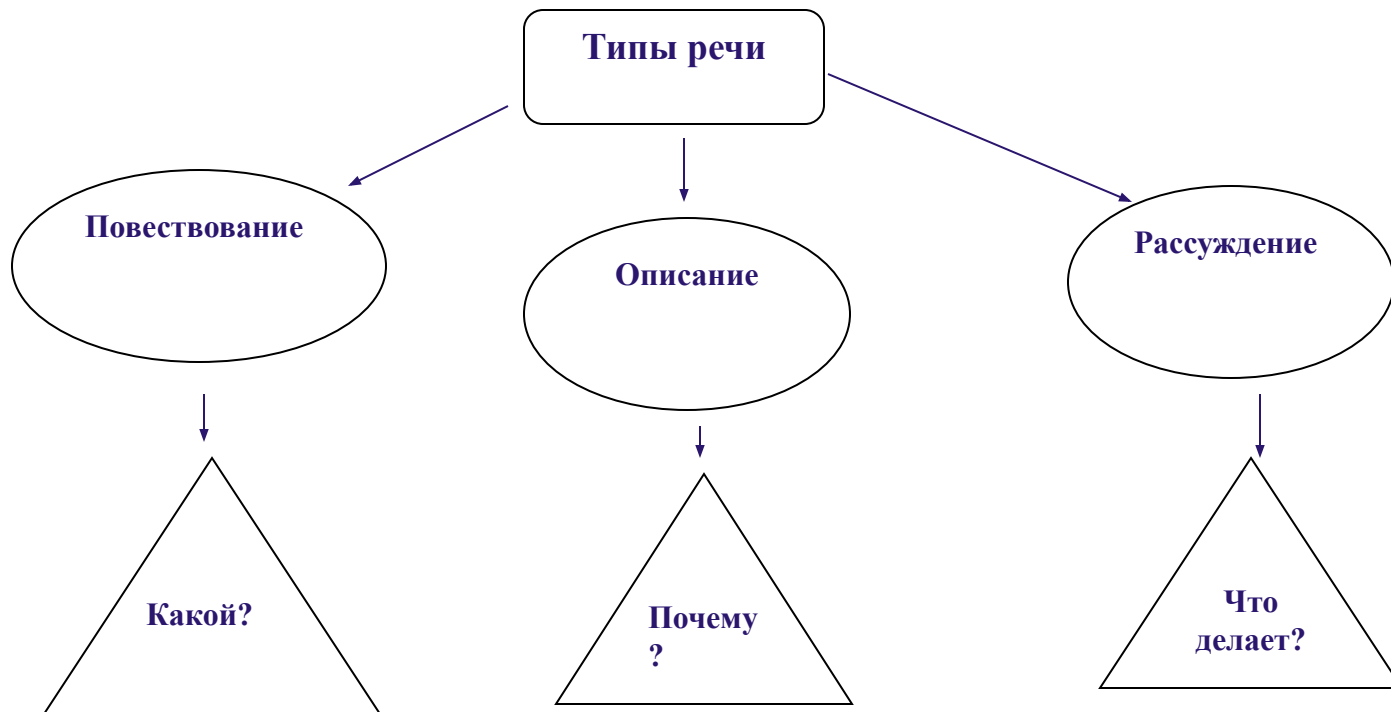 Типы речи
Повествование
Описание
Рассуждение
Какой?
Почему
?
Что
делает?